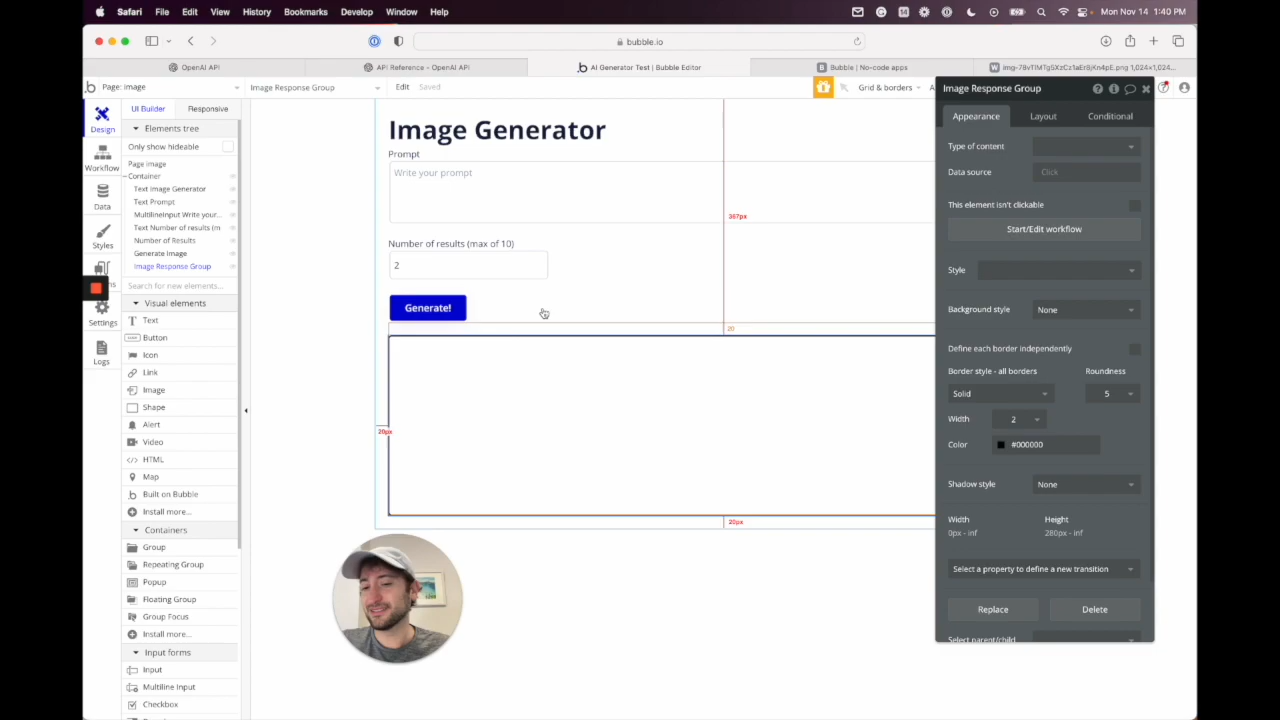 Safari File Edit View History Bookmarks Develop Window Help
14
Mon Nov 14 1:40 PM
bubble.io
OpenAI API
API Reference - OpenAI API
AI Generator Test | Bubble Editor
Bubble | No-code apps
Page: image
Image Response Group
Edit
Saved
Grid & borders
Design
Workflow
Data
Styles
Settings
Logs
UI Builder
Responsive
Elements tree
Only show hideable
Page image
Container
Text Image Generator
Text Prompt
MultilineInput Write your...
Text Number of results (m
Number of Results
Generate Image
Image Response Group
Search for new elements...
Visual elements
Text
Button
Icon
Link
Image
Shape
Alert
Video
</> HTML
Map
Built on Bubble
Install more...
Containers
Group
Repeating Group
Popup
Floating Group
Group Focus
Install more...
Input forms
Input
Multiline Input
Checkbox
Image Generator
Prompt
Write your prompt
367px
Number of results (max of 10)
2
Generate!
20
20px
20px
Image Response Group
Appearance
Layout
Conditional
Type of content
Data source
Click
This element isn't clickable
Start/Edit workflow
Style
Background style
None
Define each border independently
Border style - all borders
Roundness
Solid
5
Width
2
Color
#000000
Shadow style
None
Width
Height
0px - inf
280px - inf
Select a property to define a new transition
Replace
Delete
Select parent/child